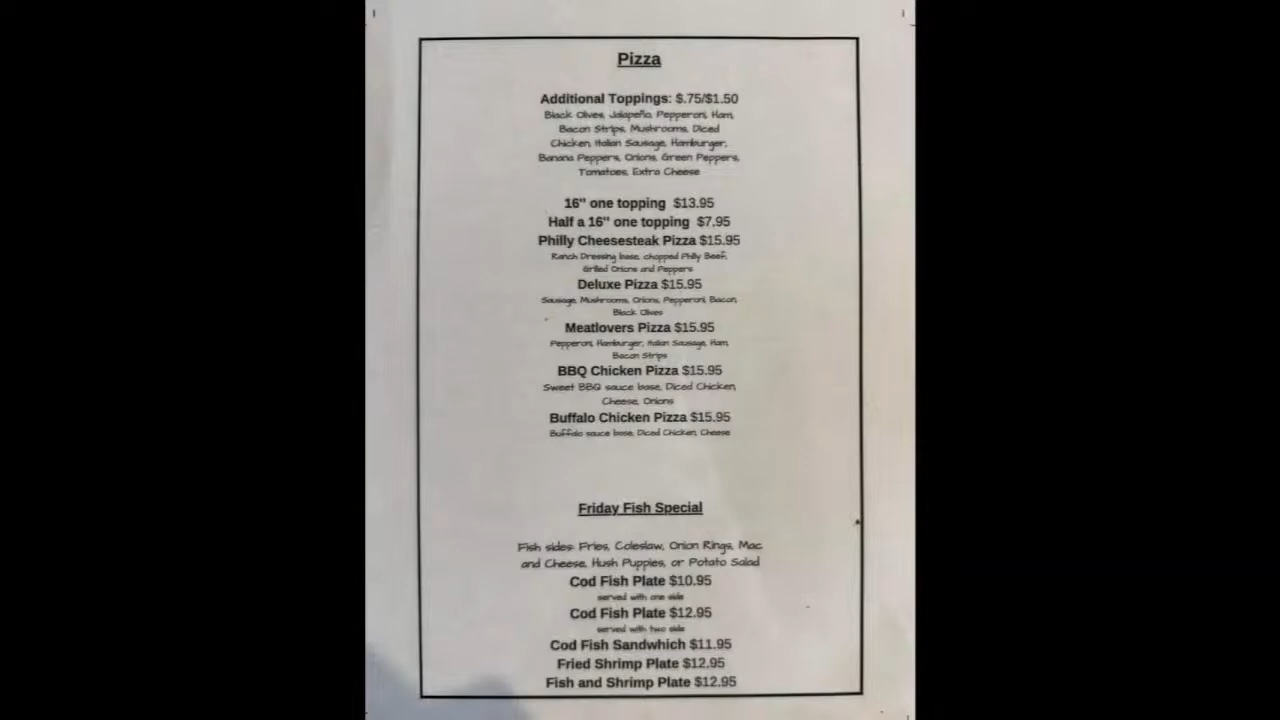 Pizza
Additional Toppings: $.75/$1.50
Black Olives, Jalapeño, Pepperoni, Ham,
Bacon Strips, Mushrooms, Diced
Chicken, Italian Sausage, Hamburger,
Banana Peppers, Onions, Green Peppers,
Tomatoes, Extra Cheese
16" one topping $13.95
Half a 16" one topping $7.95
Philly Cheesesteak Pizza $15.95
Ranch Dressing base, chopped Philly Beef,
Grilled Onions and Peppers
Deluxe Pizza $15.95
Sausage, Mushrooms, Onions, Pepperoni, Bacon,
Black Olives
Meatlovers Pizza $15.95
Pepperoni, Hamburger, Italian Sausage, Ham,
Bacon Strips
BBQ Chicken Pizza $15.95
Sweet BBQ sauce base, Diced Chicken,
Cheese, Onions
Buffalo Chicken Pizza $15.95
Buffalo sauce base, Diced Chicken, Cheese
Friday Fish Special
Fish sides: Fries, Coleslaw, Onion Rings, Mac
and Cheese, Hush Puppies, or Potato Salad
Cod Fish Plate $10.95
served with one side
Cod Fish Plate $12.95
served with two side
Cod Fish Sandwhich $11.95
Fried Shrimp Plate $12.95
Fish and Shrimp Plate $12.95